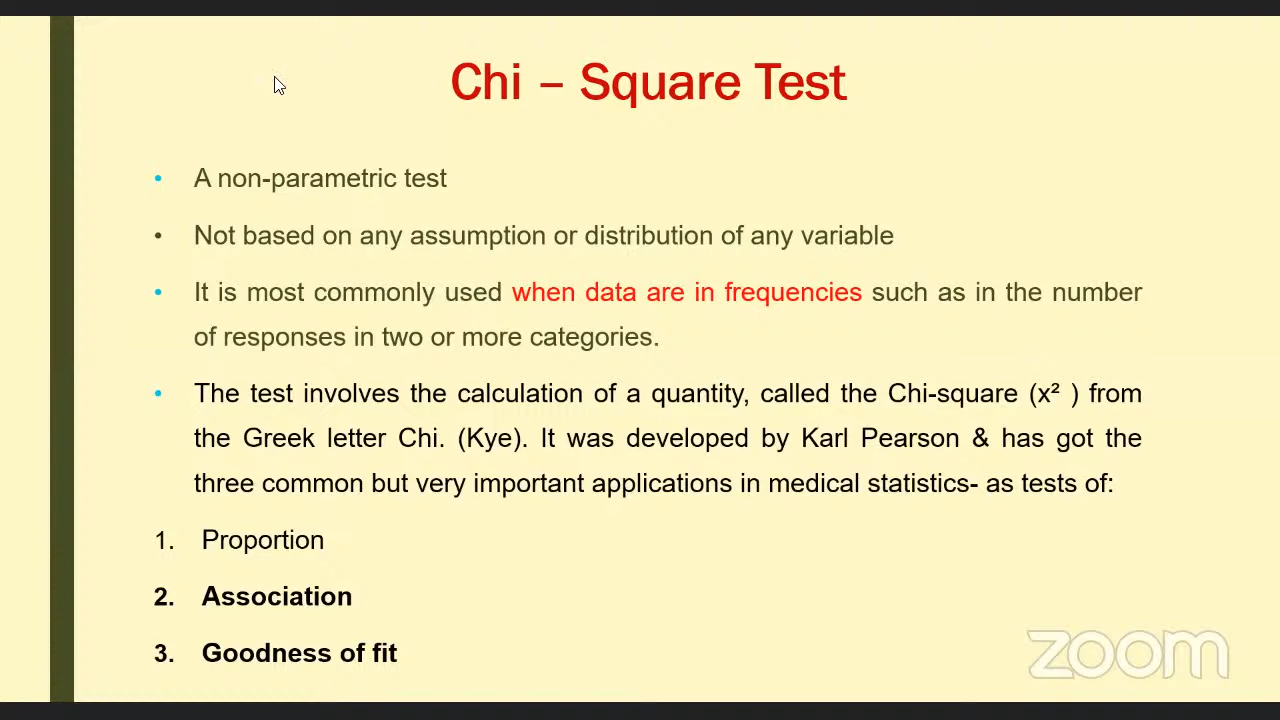 Chi – Square Test
• A non-parametric test
• Not based on any assumption or distribution of any variable
• It is most commonly used when data are in frequencies such as in the number
of responses in two or more categories.
• The test involves the calculation of a quantity, called the Chi-square (x² ) from
the Greek letter Chi. (Kye). It was developed by Karl Pearson & has got the
three common but very important applications in medical statistics- as tests of:
1. Proportion
2. Association
3. Goodness of fit
zoom